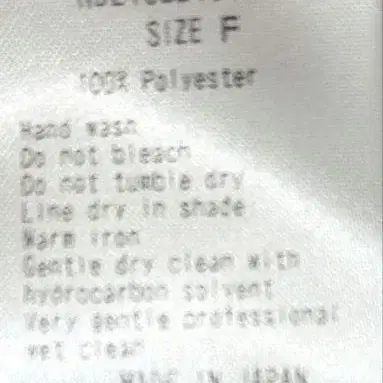 SIZE F
100% Polyester
Hand wash
Do not bleach
Do not tumble dry
Line dry in shade
Warm iron
Gentle dry clean with
hydrocarbon solvent
Very gentle professional
wet clean
MADE IN JAPAN